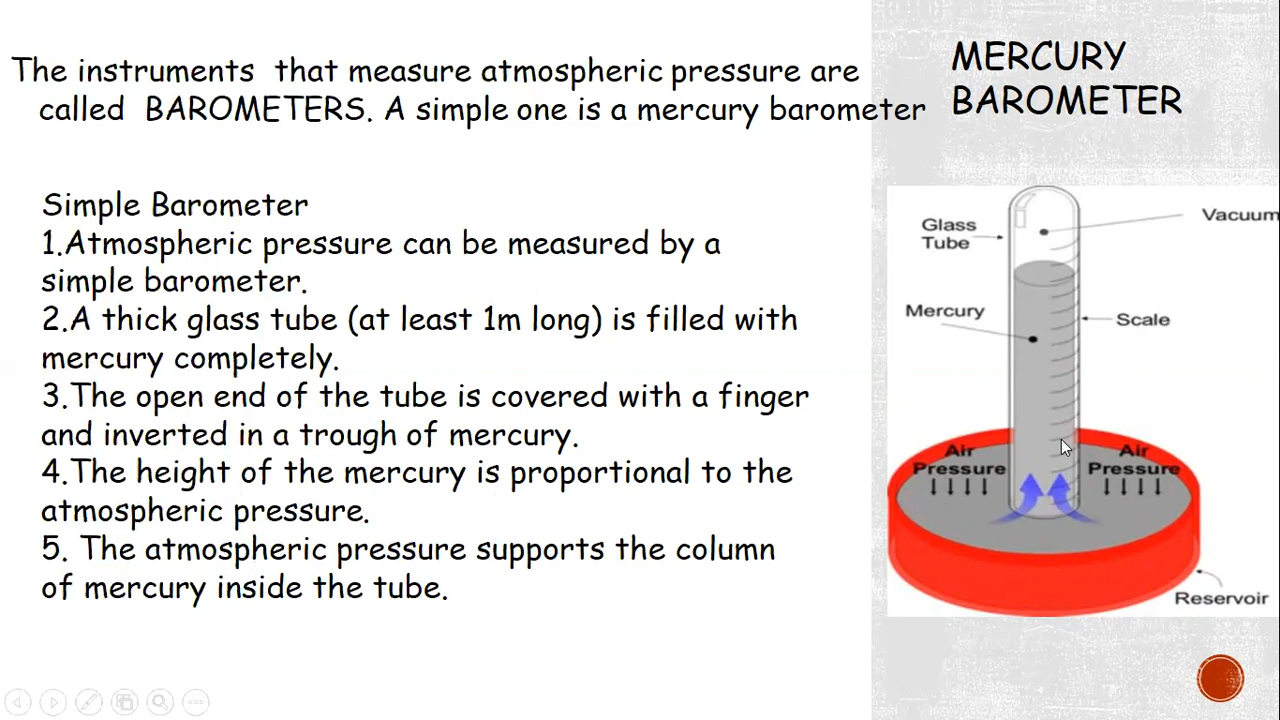 The instruments that measure atmospheric pressure are
called BAROMETERS. A simple one is a mercury barometer
MERCURY
BAROMETER
Simple Barometer
1.Atmospheric pressure can be measured by a
simple barometer.
2.A thick glass tube (at least 1m long) is filled with
mercury completely.
3.The open end of the tube is covered with a finger
and inverted in a trough of mercury.
4.The height of the mercury is proportional to the
atmospheric pressure.
5. The atmospheric pressure supports the column
of mercury inside the tube.
Glass
Tube
Vacuum
Mercury
Scale
Air
Pressure
Air
Pressure
Reservoir